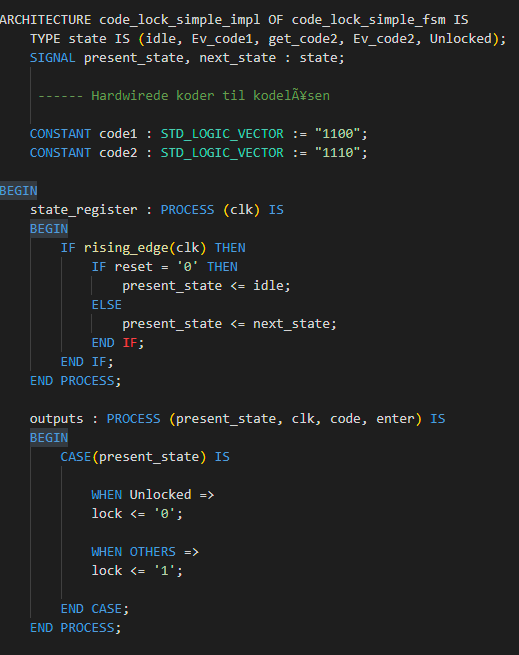 ARCHITECTURE code_lock_simple_impl OF code_lock_simple_fsm IS
TYPE state IS (idle, Ev_code1, get_code2, Ev_code2, Unlocked);
SIGNAL present_state, next_state : state;
------ Hardwirede koder til kodelÃ¥sen
CONSTANT code1 : STD_LOGIC_VECTOR := "1100";
CONSTANT code2 : STD_LOGIC_VECTOR := "1110";
BEGIN
state_register : PROCESS (clk) IS
BEGIN
IF rising_edge(clk) THEN
IF reset = '0' THEN
present_state <= idle;
ELSE
present_state <= next_state;
END IF;
END IF;
END PROCESS;
outputs : PROCESS (present_state, clk, code, enter) IS
BEGIN
CASE(present_state) IS
WHEN Unlocked =>
lock <= '0';
WHEN OTHERS =>
lock <= '1';
END CASE;
END PROCESS;